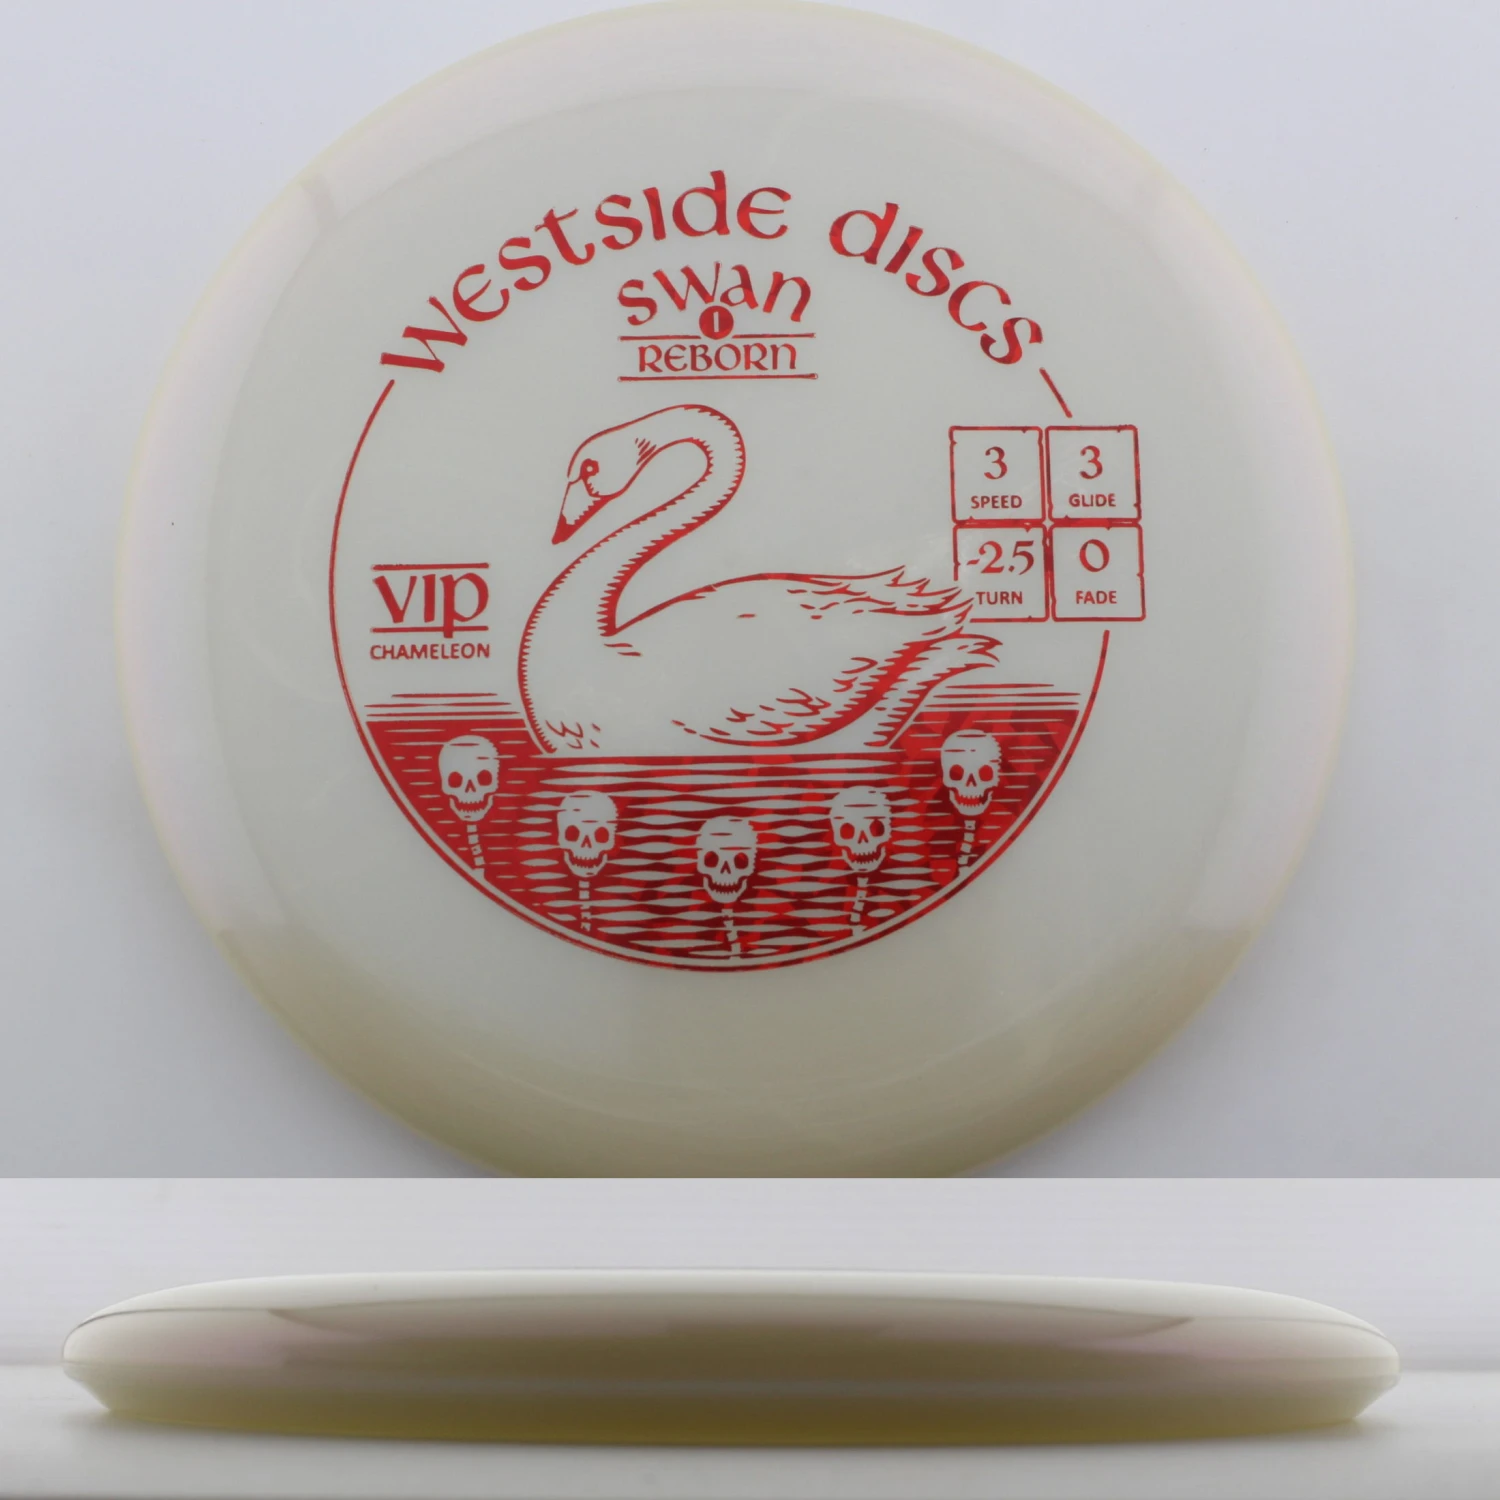 WESTSIDE DISCS
SWAN
1
REBORN
3 SPEED
3 GLIDE
-2.5 TURN
0 FADE
VIP
CHAMELEON